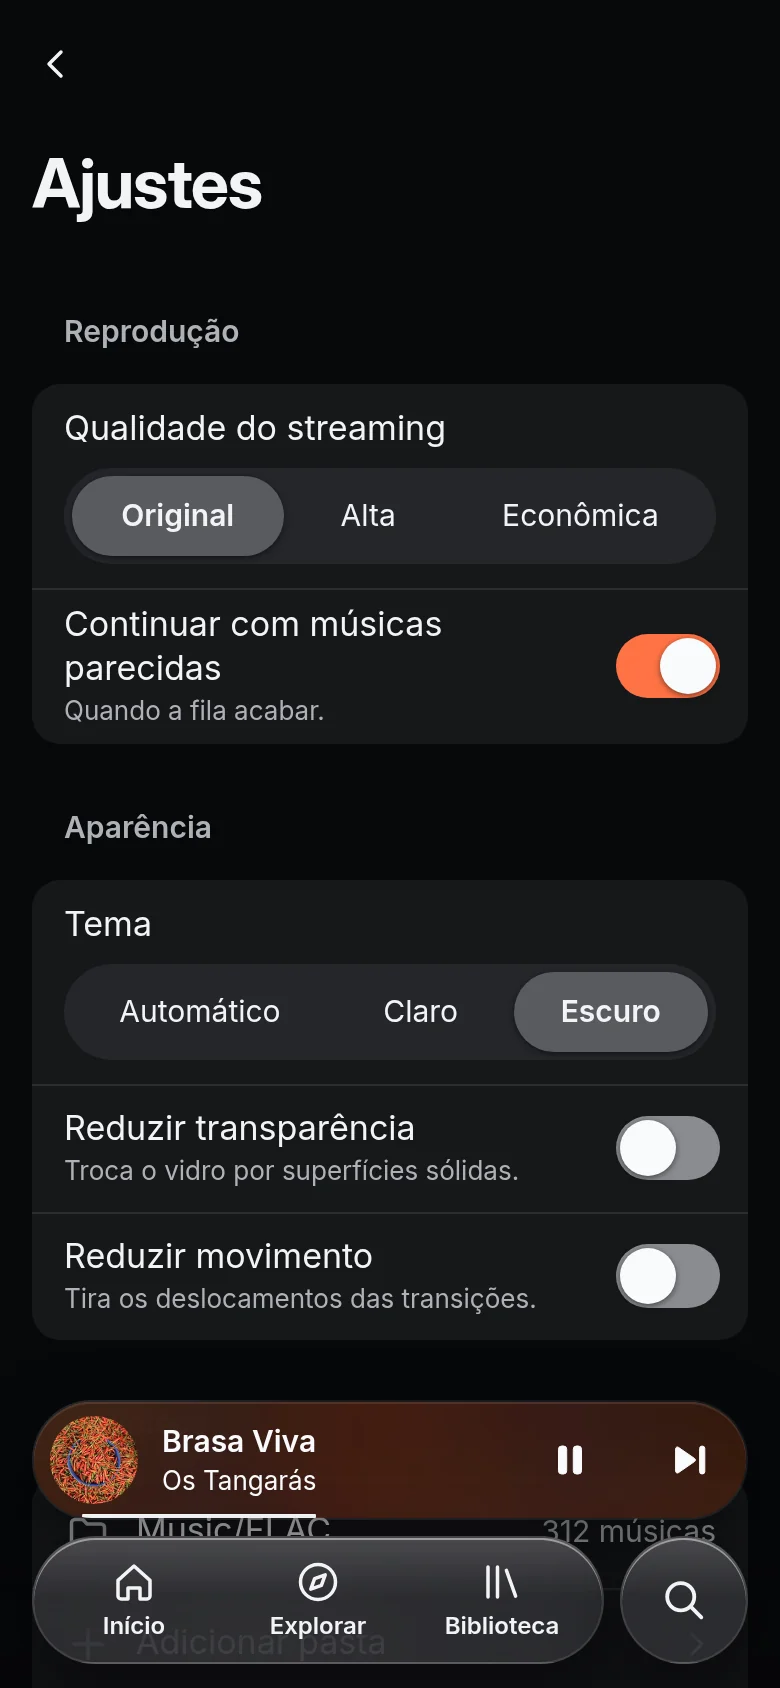 Ajustes
Reprodução
Qualidade do streaming
Original Alta Econômica
Continuar com músicas
parecidas
Quando a fila acabar.
Aparência
Tema
Automático Claro Escuro
Reduzir transparência
Troca o vidro por superfícies sólidas.
Reduzir movimento
Tira os deslocamentos das transições.
Brasa Viva
Os Tangarás
Music/FLAC 312 músicas
Início Explorar Biblioteca
Adicionar pasta